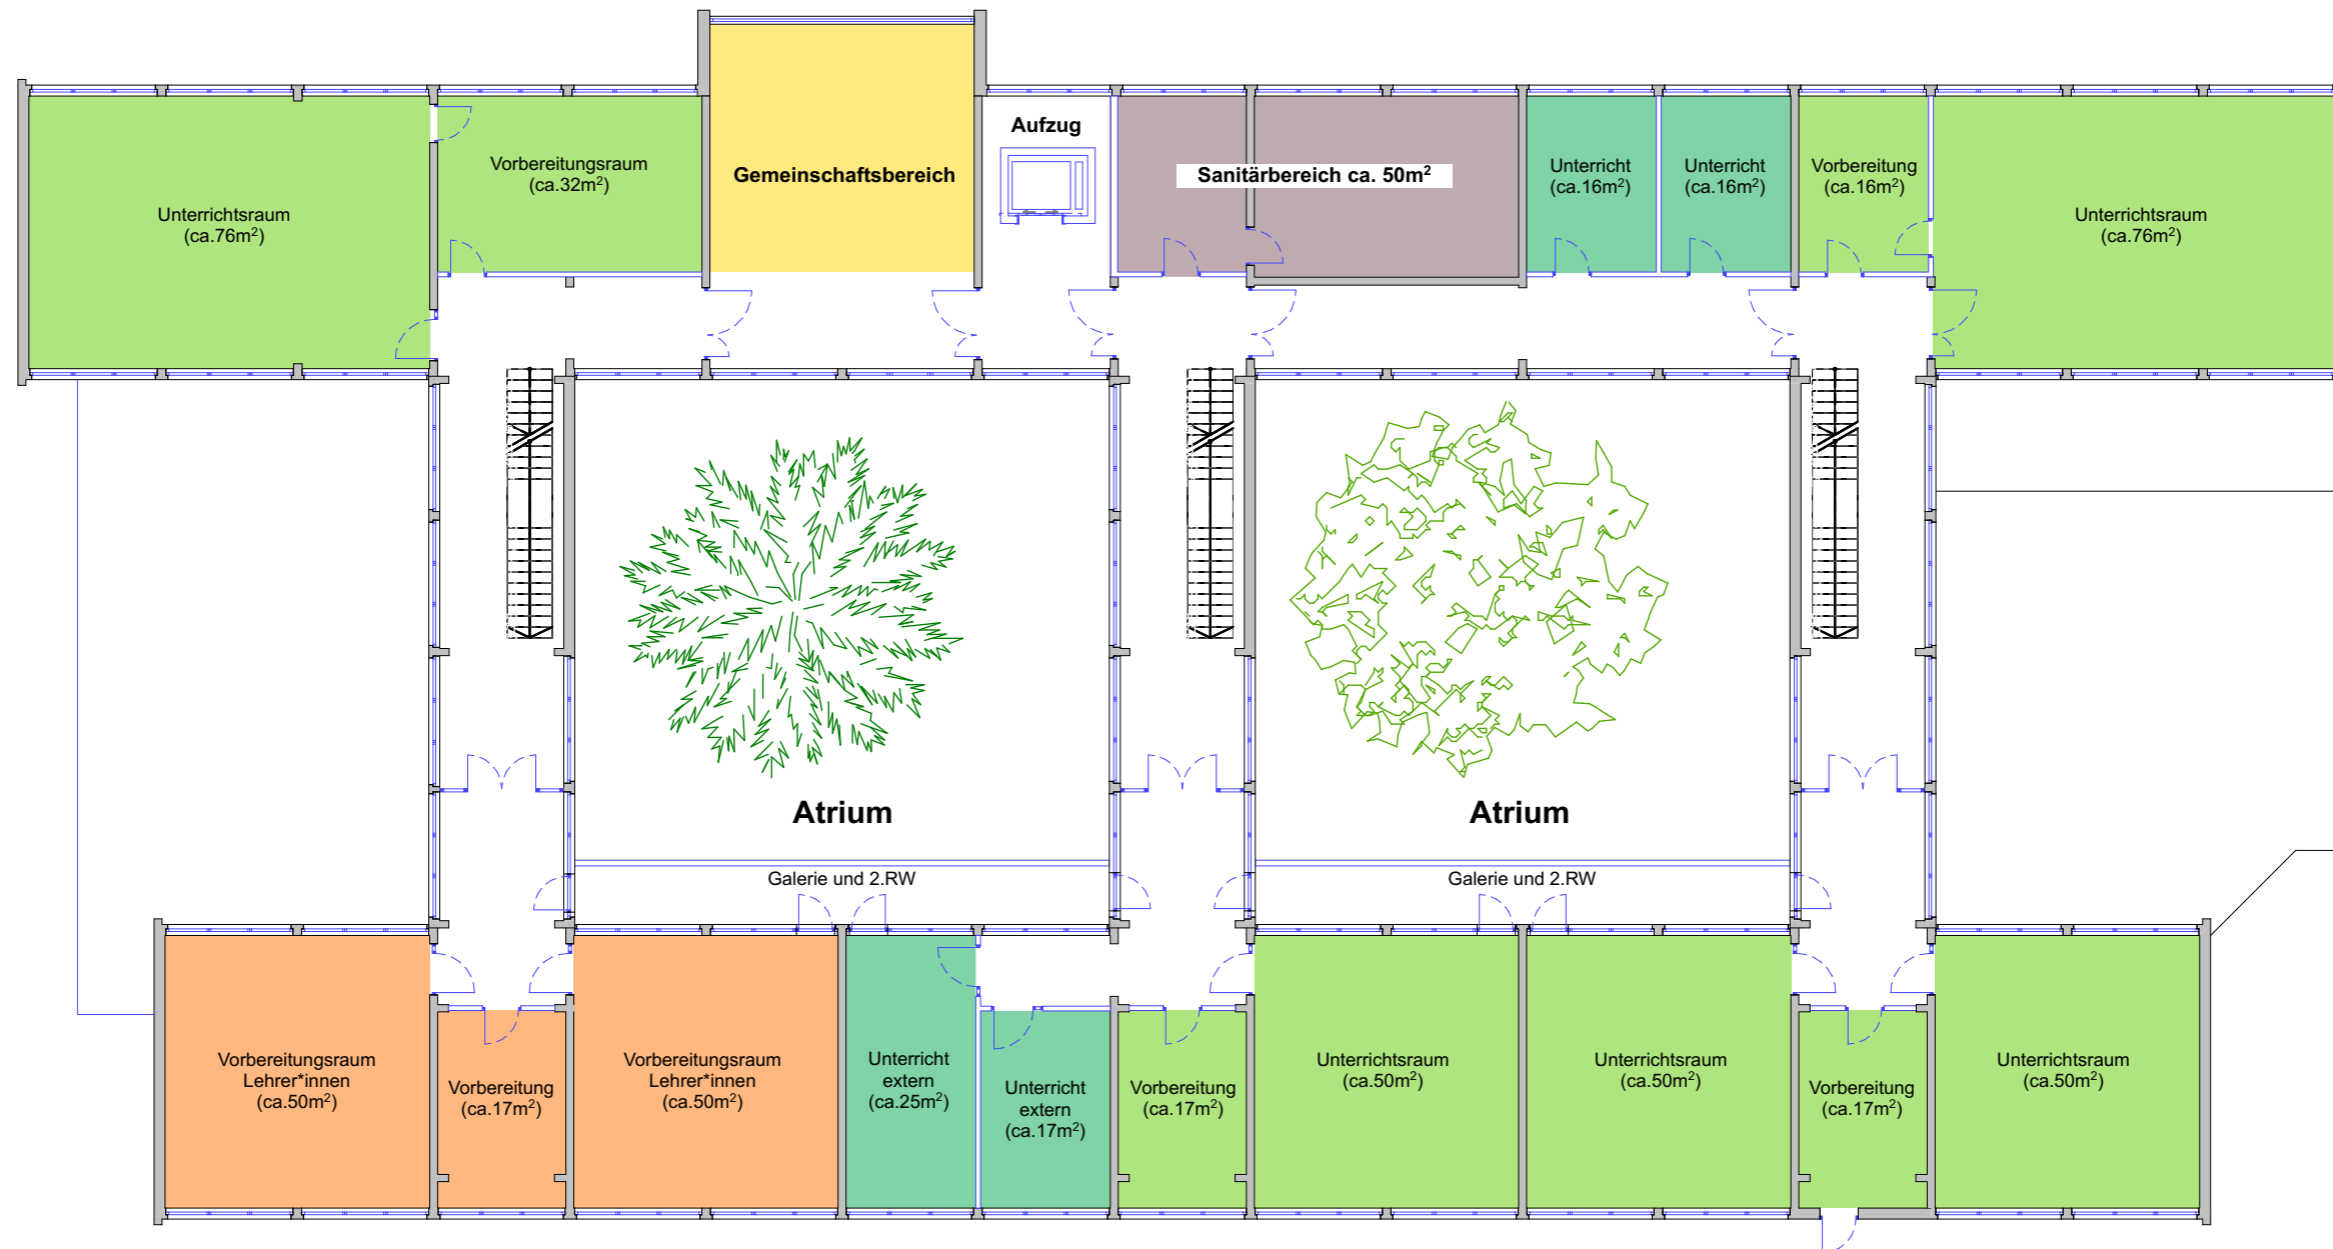 Aufzug
Vorbereitungsraum
(ca.32m²)
Gemeinschaftsbereich
Sanitärbereich ca. 50m²
Unterricht
(ca.16m²)
Unterricht
(ca.16m²)
Vorbereitung
(ca.16m²)
Unterrichtsraum
(ca.76m²)
Unterrichtsraum
(ca.76m²)
Atrium
Atrium
Galerie und 2.RW
Galerie und 2.RW
Vorbereitungsraum
Lehrer*innen
(ca.50m²)
Vorbereitung
(ca.17m²)
Vorbereitungsraum
Lehrer*innen
(ca.50m²)
Unterricht
extern
(ca.25m²)
Unterricht
extern
(ca.17m²)
Vorbereitung
(ca.17m²)
Unterrichtsraum
(ca.50m²)
Unterrichtsraum
(ca.50m²)
Vorbereitung
(ca.17m²)
Unterrichtsraum
(ca.50m²)